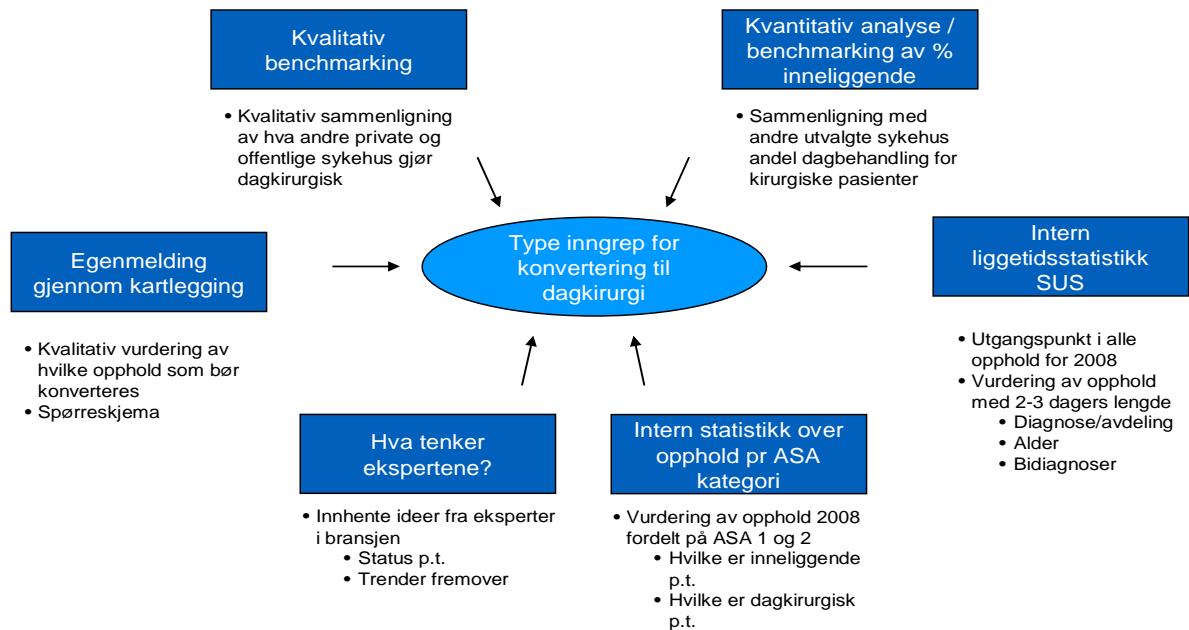 Kvalitativ
benchmarking
• Kvalitativ sammenligning
av hva andre private og
offentlige sykehus gjør
dagkirurgisk
Kvantitativ analyse /
benchmarking av %
inneliggende
• Sammenligning med
andre utvalgte sykehus
andel dagbehandling for
kirurgiske pasienter
Egenmelding
gjennom kartlegging
• Kvalitativ vurdering av
hvilke opphold som bør
konverteres
• Spørreskjema
Type inngrep for
konvertering til
dagkirurgi
Intern
liggetidsstatistikk
SUS
• Utgangspunkt i alle
opphold for 2008
• Vurdering av opphold
med 2-3 dagers lengde
• Diagnose/avdeling
• Alder
• Bidiagnoser
Hva tenker
ekspertene?
• Innhente ideer fra eksperter
i bransjen
• Status p.t.
• Trender fremover
Intern statistikk over
opphold pr ASA
kategori
• Vurdering av opphold 2008
fordelt på ASA 1 og 2
• Hvilke er inneliggende
p.t.
• Hvilke er dagkirurgisk
p.t.